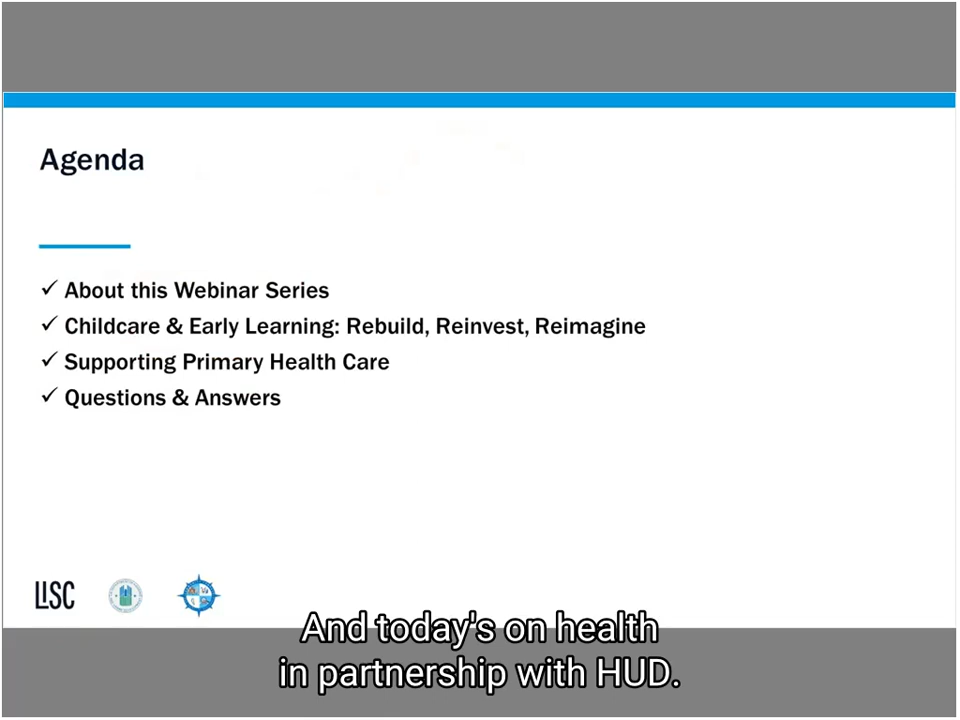 Agenda
✓ About this Webinar Series
✓ Childcare & Early Learning: Rebuild, Reinvest, Reimagine
✓ Supporting Primary Health Care
✓ Questions & Answers
LISC
And today's on health
in partnership with HUD.